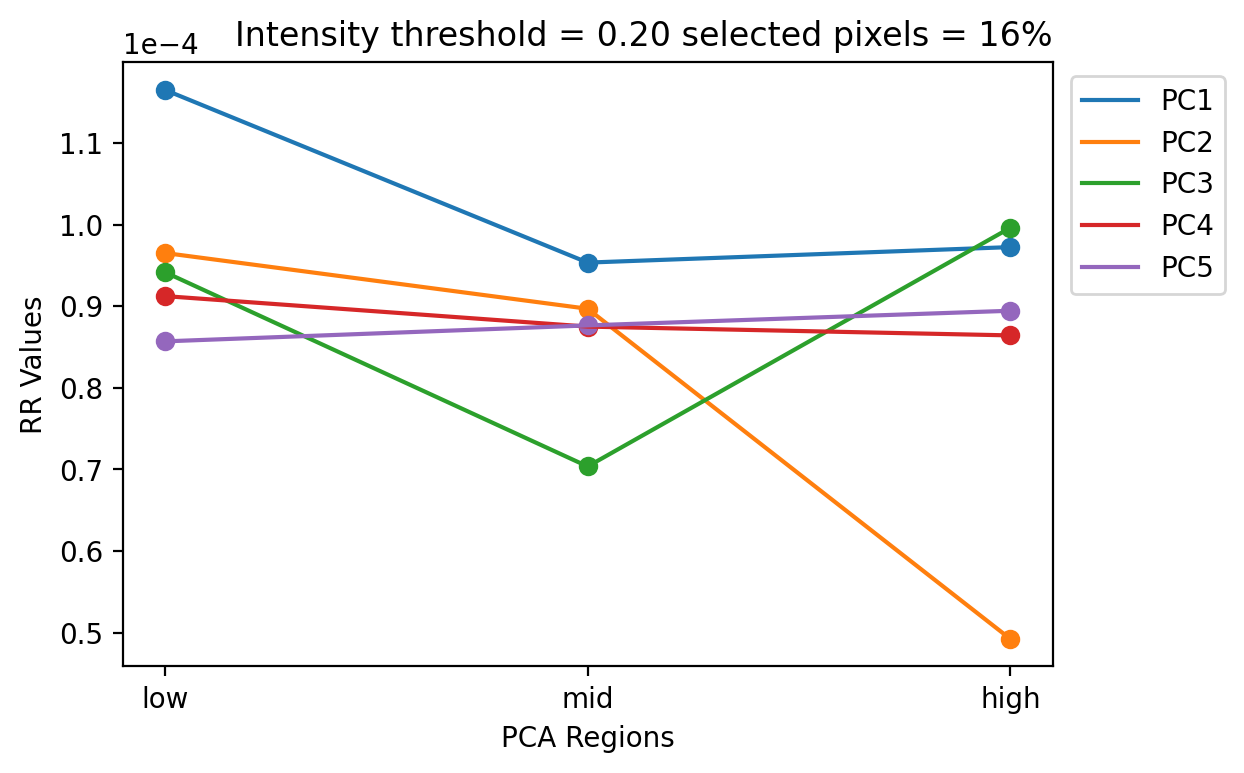 Intensity threshold = 0.20 selected pixels = 16%
1e−4
1.1
1.0
0.9
0.8
0.7
0.6
0.5
RR Values
low
mid
high
PCA Regions
PC1
PC2
PC3
PC4
PC5